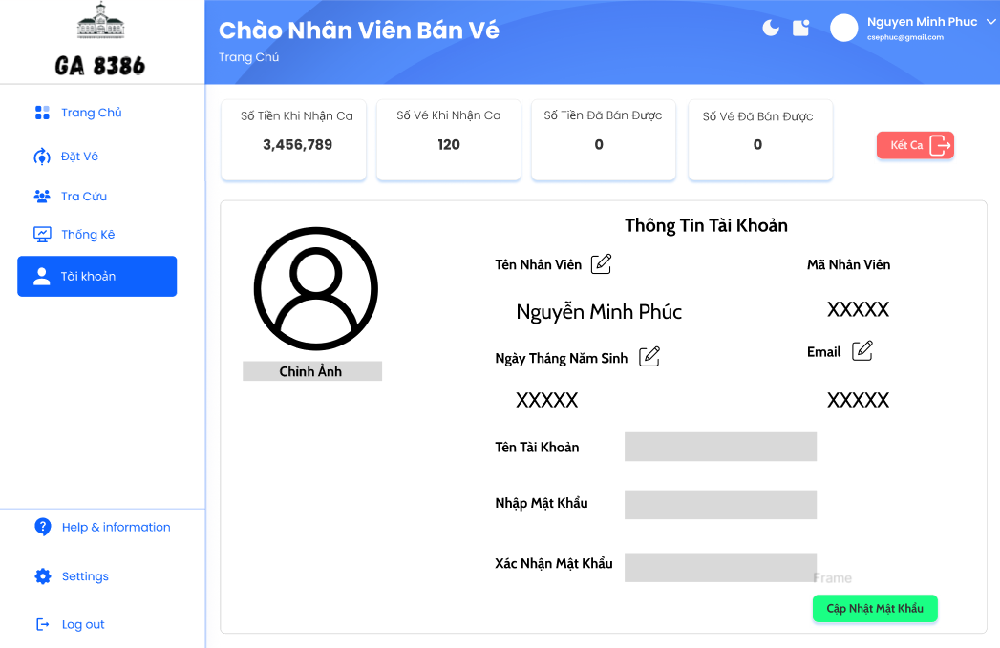 GA 8386
Chào Nhân Viên Bán Vé
Trang Chủ
Nguyen Minh Phuc
csephuc@gmail.com
Trang Chủ
Đặt Vé
Tra Cứu
Thống Kê
Tài khoản
Help & information
Settings
Log out
Số Tiền Khi Nhận Ca
3,456,789
Số Vé Khi Nhận Ca
120
Số Tiền Đã Bán Được
0
Số Vé Đã Bán Được
0
Kết Ca
Chỉnh Ảnh
Thông Tin Tài Khoản
Tên Nhân Viên
Mã Nhân Viên
Nguyễn Minh Phúc
XXXXX
Ngày Tháng Năm Sinh
Email
XXXXX
XXXXX
Tên Tài Khoản
Nhập Mật Khẩu
Xác Nhận Mật Khẩu
Frame
Cập Nhật Mật Khẩu